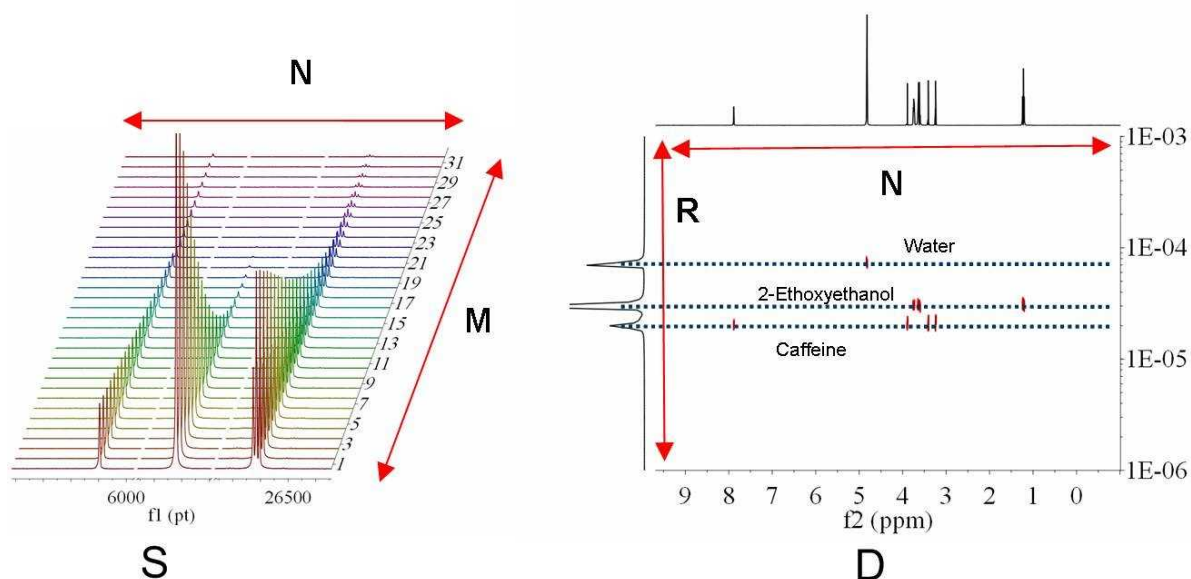 N
31
29
27
25
23
21
19
17
15
13
11
9
7
5
3
1
M
6000 26500
f1 (pt)
S
1E-03
N
R
Water
1E-04
2-Ethoxyethanol
Caffeine
1E-05
1E-06
9 8 7 6 5 4 3 2 1 0
f2 (ppm)
D